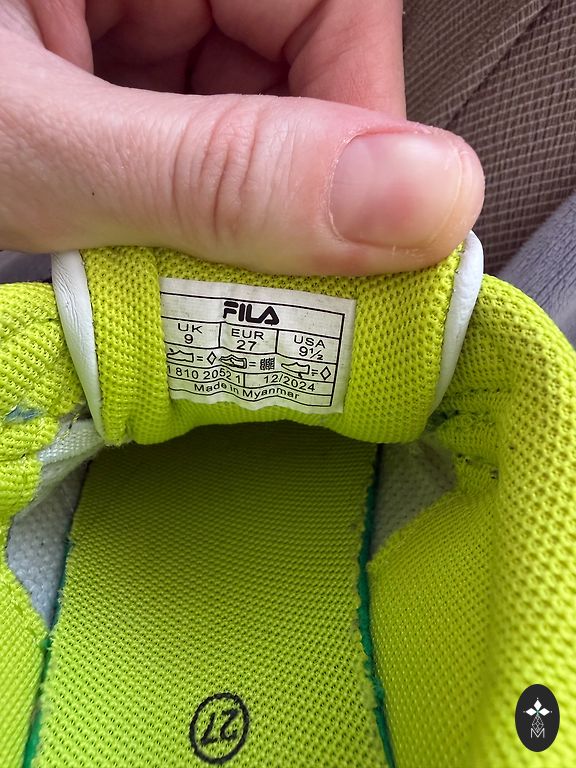 FILA
UK EUR USA
9 27 9½
1 810 2052 1 12/2024
Made in Myanmar
27
M